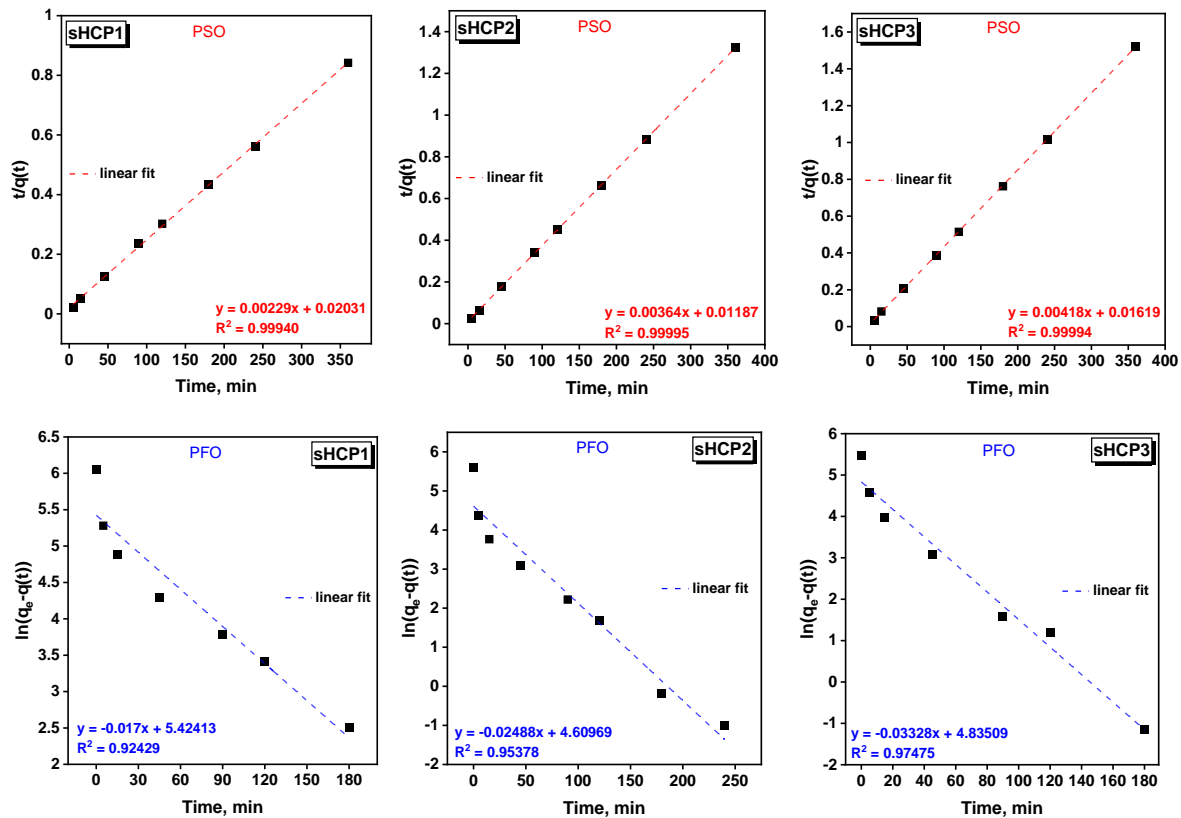 sHCP1
PSO
t/q(t)
1
0.8
0.6
0.4
0.2
0
linear fit
y = 0.00229x + 0.02031
R² = 0.99940
0 50 100 150 200 250 300 350
Time, min
sHCP2
PSO
t/q(t)
1.4
1.2
1
0.8
0.6
0.4
0.2
0
linear fit
y = 0.00364x + 0.01187
R² = 0.99995
0 50 100 150 200 250 300 350 400
Time, min
sHCP3
PSO
t/q(t)
1.6
1.4
1.2
1
0.8
0.6
0.4
0.2
0
linear fit
y = 0.00418x + 0.01619
R² = 0.99994
0 50 100 150 200 250 300 350 400
Time, min
PFO
sHCP1
ln(qₑ-q(t))
6.5
6
5.5
5
4.5
4
3.5
3
2.5
2
linear fit
y = -0.017x + 5.42413
R² = 0.92429
0 30 60 90 120 150 180
Time, min
PFO
sHCP2
ln(qₑ-q(t))
6
5
4
3
2
1
0
-1
-2
linear fit
y = -0.02488x + 4.60969
R² = 0.95378
0 50 100 150 200 250
Time, min
PFO
sHCP3
ln(qₑ-q(t))
6
5
4
3
2
1
0
-1
-2
linear fit
y = -0.03328x + 4.83509
R² = 0.97475
0 20 40 60 80 100 120 140 160 180
Time, min